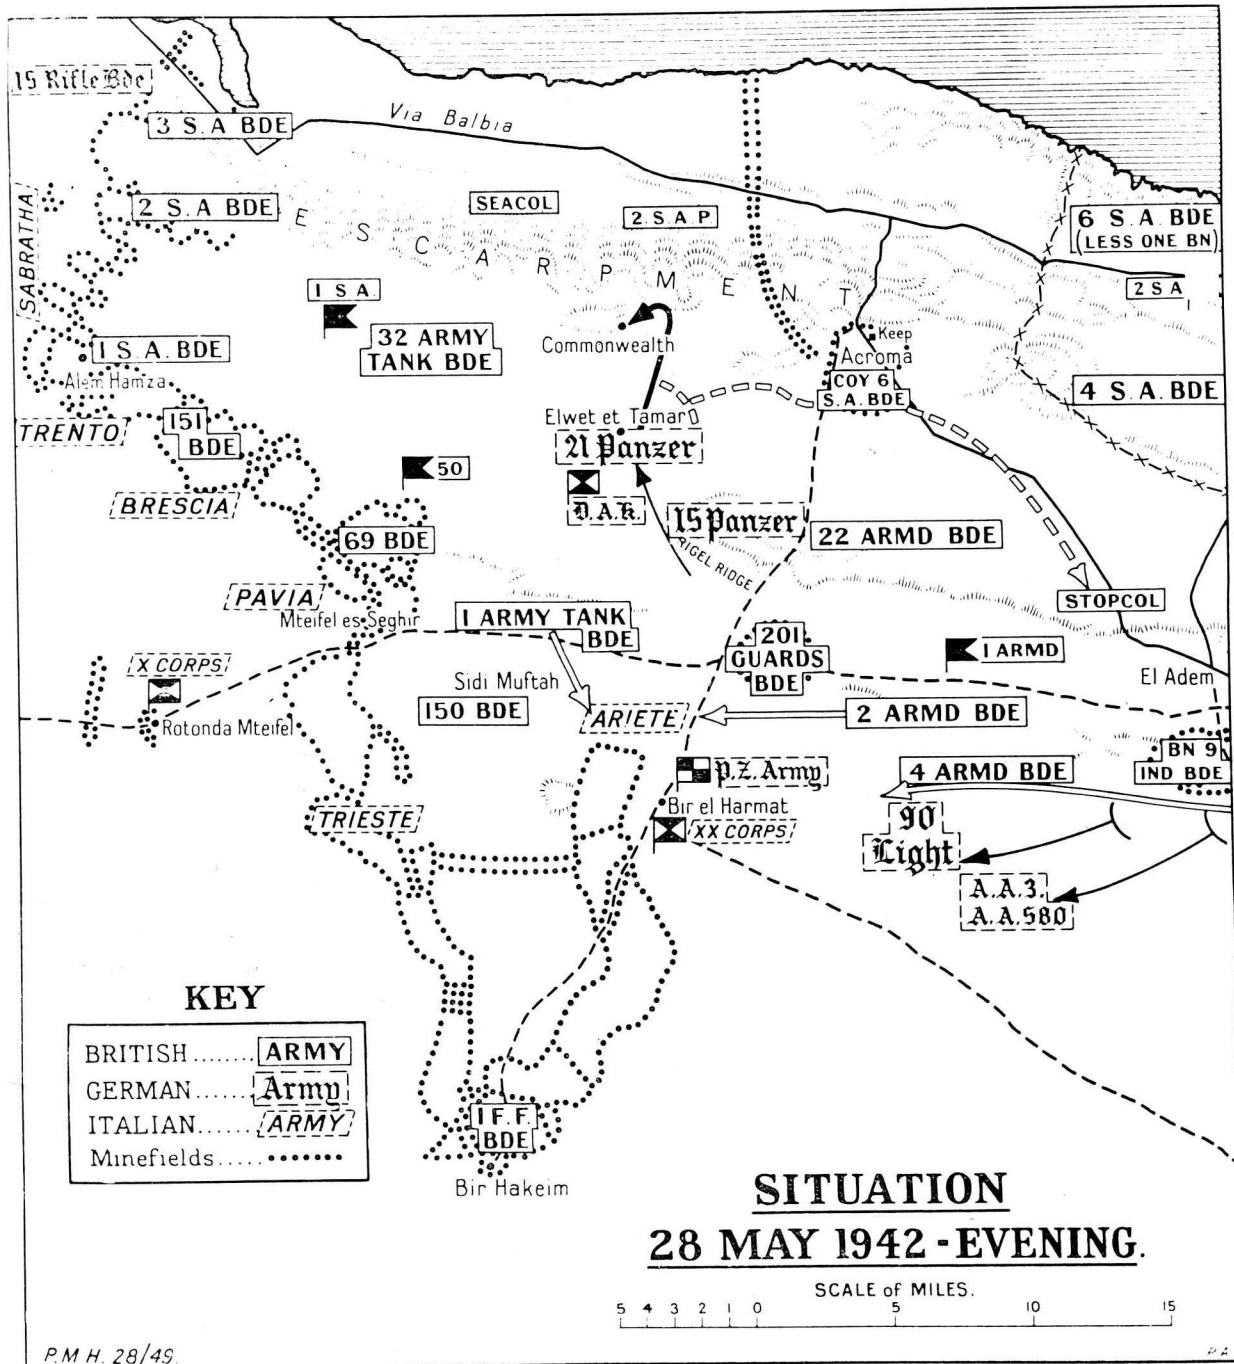 15 Rifle Bde
3 S.A BDE
Via Balbia
2 S.A BDE
SABRATHA
ESCARPMENT
SEACOL
2 S.A.P
6 S.A.BDE
(LESS ONE BN)
2 S A
1 S A.
32 ARMY
TANK BDE
Commonwealth
Keep
Acroma
1 S.A. BDE
Alem Hamza
COY 6
S.A. BDE
4 S.A.BDE
TRENTO
151
BDE
Elwet et Tamar
21 Panzer
50
D.A.K.
BRESCIA
15 Panzer
69 BDE
22 ARMD BDE
RIGEL RIDGE
PAVIA
Mteifel es Seghir
1 ARMY TANK
BDE
STOPCOL
201
GUARDS
BDE
1 ARMD
X CORPS
Sidi Muftah
El Adem
150 BDE
ARIETE
2 ARMD BDE
Rotonda Mteifel
BN 9
IND BDE
P.Z. Army
4 ARMD BDE
Bir el Harmat
TRIESTE
XX CORPS
90
Light
A.A.3.
A.A.580
KEY
BRITISH........ ARMY
GERMAN...... Army
ITALIAN...... ARMY
Minefields.....
1 F.F.
BDE
Bir Hakeim
SITUATION
28 MAY 1942 - EVENING.
SCALE of MILES.
5 4 3 2 1 0 5 10 15
P.M H. 28/49.